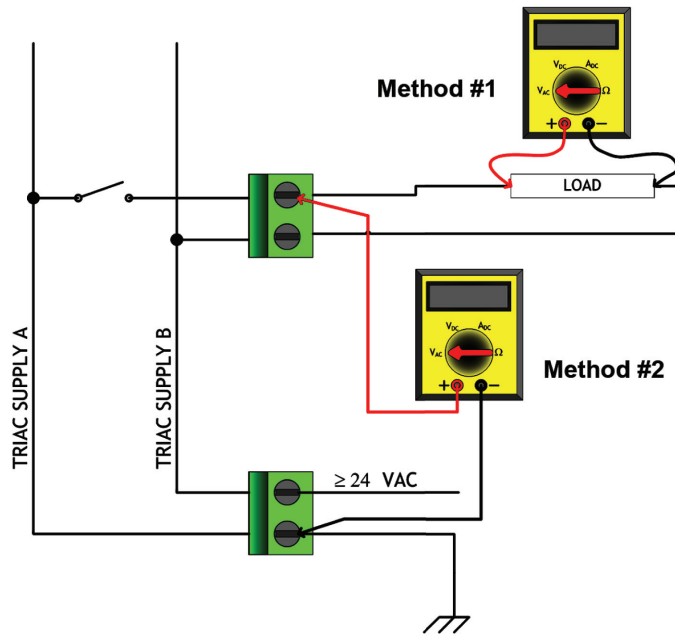 Method #1
VDC ADC
VAC Ω
+ −
LOAD
VDC ADC
VAC Ω
+ −
Method #2
TRIAC SUPPLY A
TRIAC SUPPLY B
≥ 24 VAC